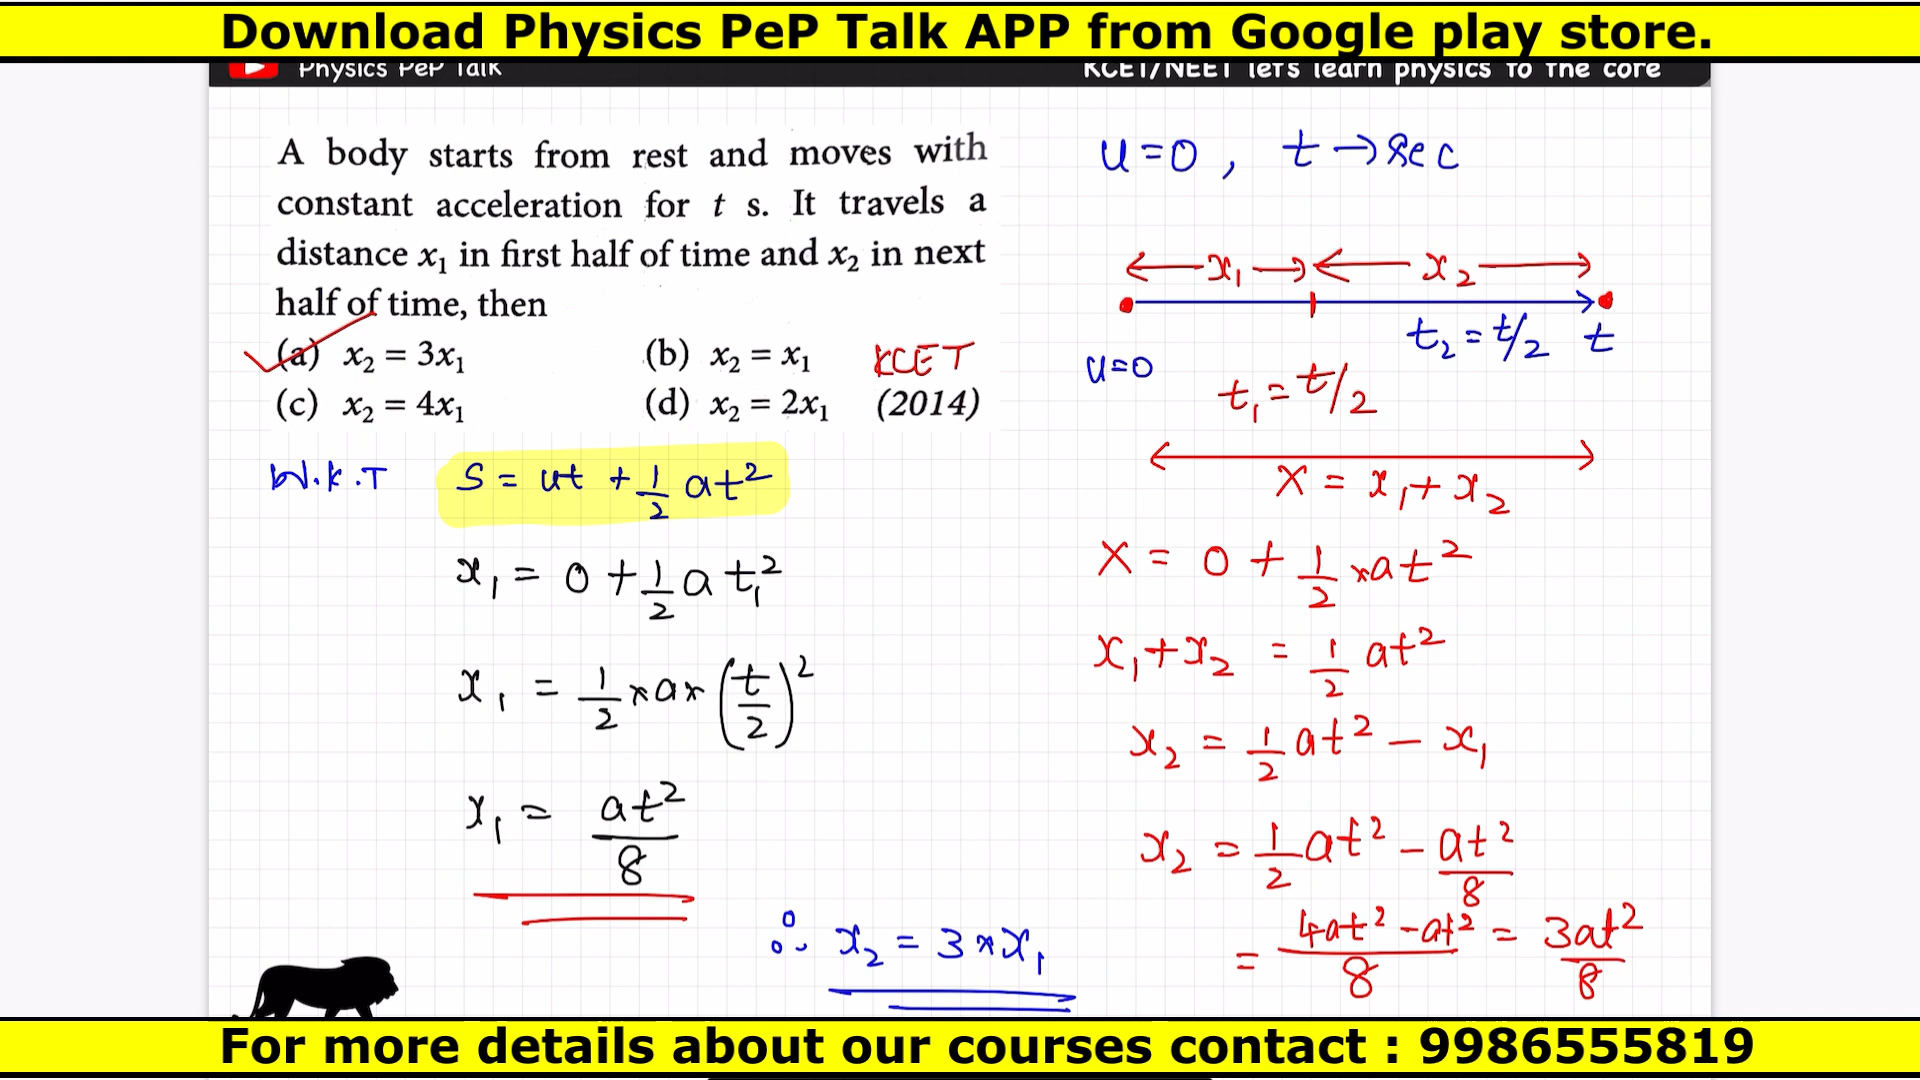 Download Physics PeP Talk APP from Google play store.
Physics PeP Talk
KCET/NEET let's learn physics to the core
A body starts from rest and moves with
constant acceleration for t s. It travels a
distance x₁ in first half of time and x₂ in next
half of time, then
(a) x₂ = 3x₁ (b) x₂ = x₁ KCET
(c) x₂ = 4x₁ (d) x₂ = 2x₁ (2014)
W.K.T S = ut + 1/2 at²
x₁ = 0 + 1/2 a t₁²
x₁ = 1/2 × a × (t/2)²
x₁ = at²/8
∴ x₂ = 3 × x₁
u = 0 , t → sec
x₁ x₂
t₂ = t/2 t
u = 0
t₁ = t/2
X = x₁ + x₂
X = 0 + 1/2 × at²
x₁ + x₂ = 1/2 at²
x₂ = 1/2 at² − x₁
x₂ = 1/2 at² − at²/8
= 4at² − at²/8 = 3at²/8
For more details about our courses contact : 9986555819